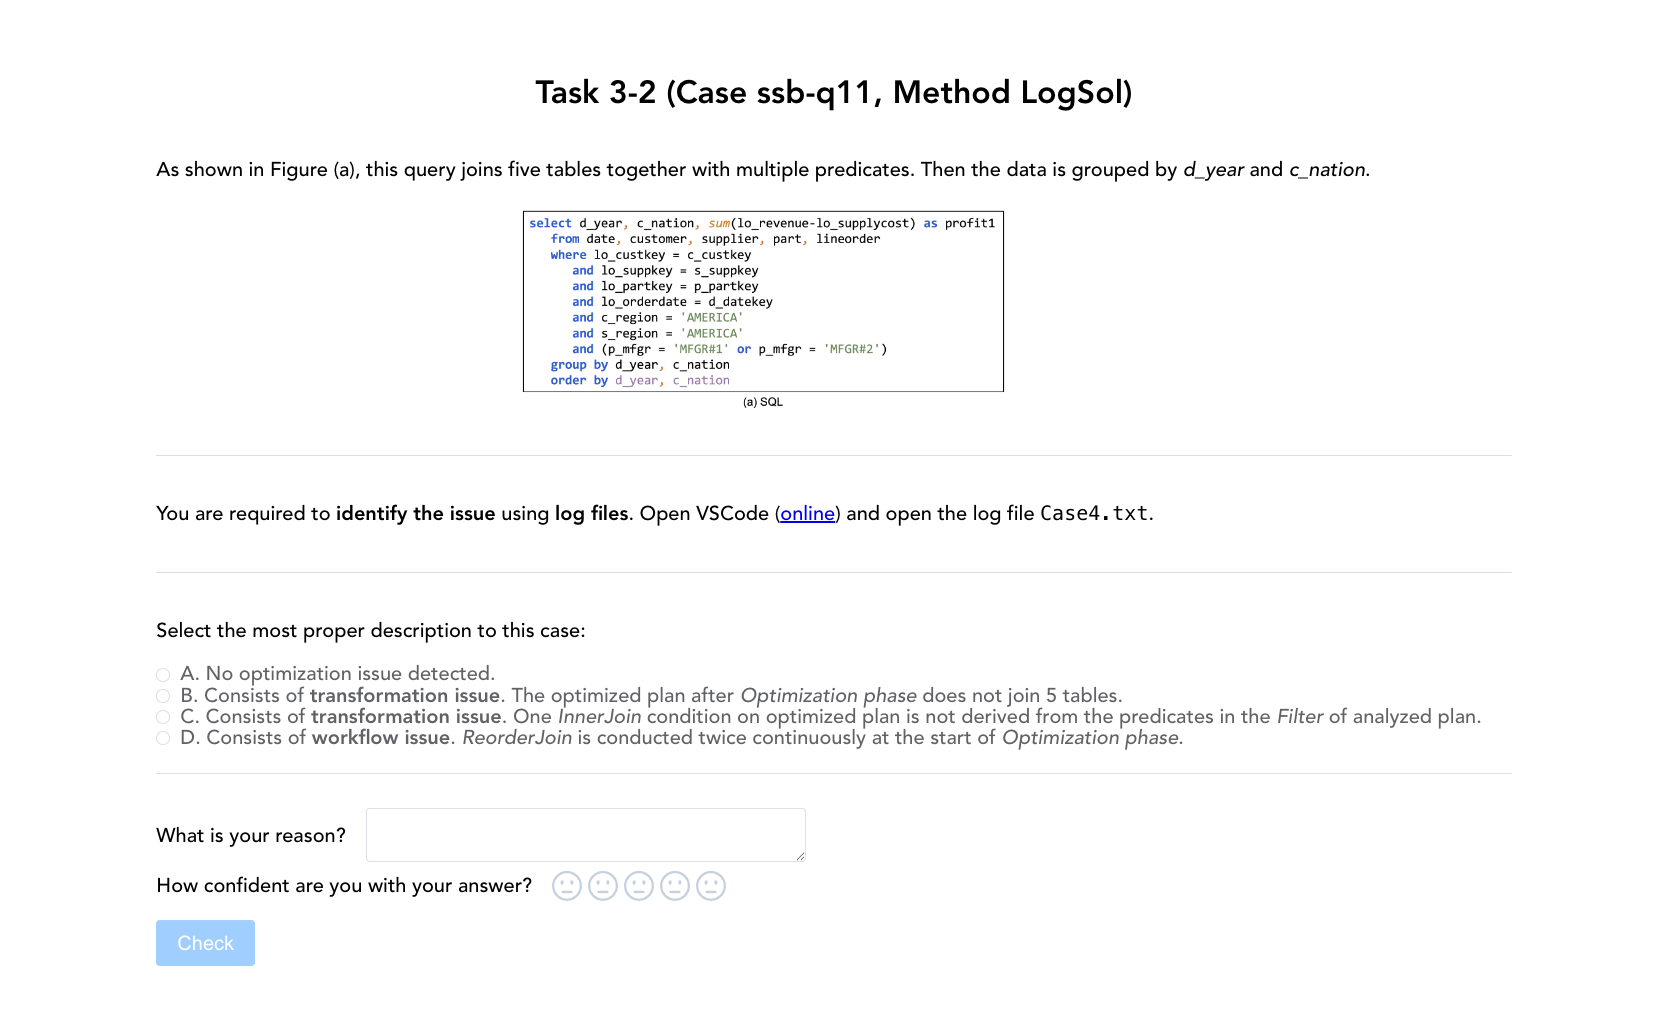 Task 3-2 (Case ssb-q11, Method LogSol)
As shown in Figure (a), this query joins five tables together with multiple predicates. Then the data is grouped by d_year and c_nation.
select d_year, c_nation, sum(lo_revenue-lo_supplycost) as profit1
from date, customer, supplier, part, lineorder
where lo_custkey = c_custkey
and lo_suppkey = s_suppkey
and lo_partkey = p_partkey
and lo_orderdate = d_datekey
and c_region = 'AMERICA'
and s_region = 'AMERICA'
and (p_mfgr = 'MFGR#1' or p_mfgr = 'MFGR#2')
group by d_year, c_nation
order by d_year, c_nation
(a) SQL
You are required to identify the issue using log files. Open VSCode (online) and open the log file Case4.txt.
Select the most proper description to this case:
A. No optimization issue detected.
B. Consists of transformation issue. The optimized plan after Optimization phase does not join 5 tables.
C. Consists of transformation issue. One InnerJoin condition on optimized plan is not derived from the predicates in the Filter of analyzed plan.
D. Consists of workflow issue. ReorderJoin is conducted twice continuously at the start of Optimization phase.
What is your reason?
How confident are you with your answer?
Check